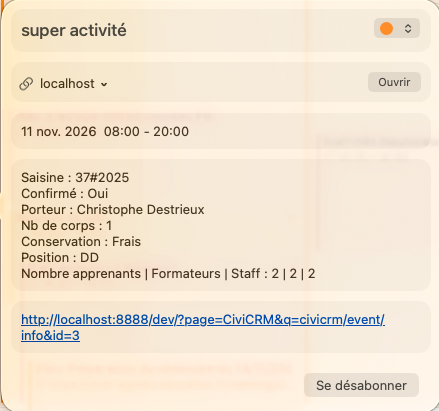 super activité
localhost
Ouvrir
11 nov. 2026 08:00 - 20:00
Saisine : 37#2025
Confirmé : Oui
Porteur : Christophe Destrieux
Nb de corps : 1
Conservation : Frais
Position : DD
Nombre apprenants | Formateurs | Staff : 2 | 2 | 2
http://localhost:8888/dev/?page=CiviCRM&q=civicrm/event/
info&id=3
Se désabonner